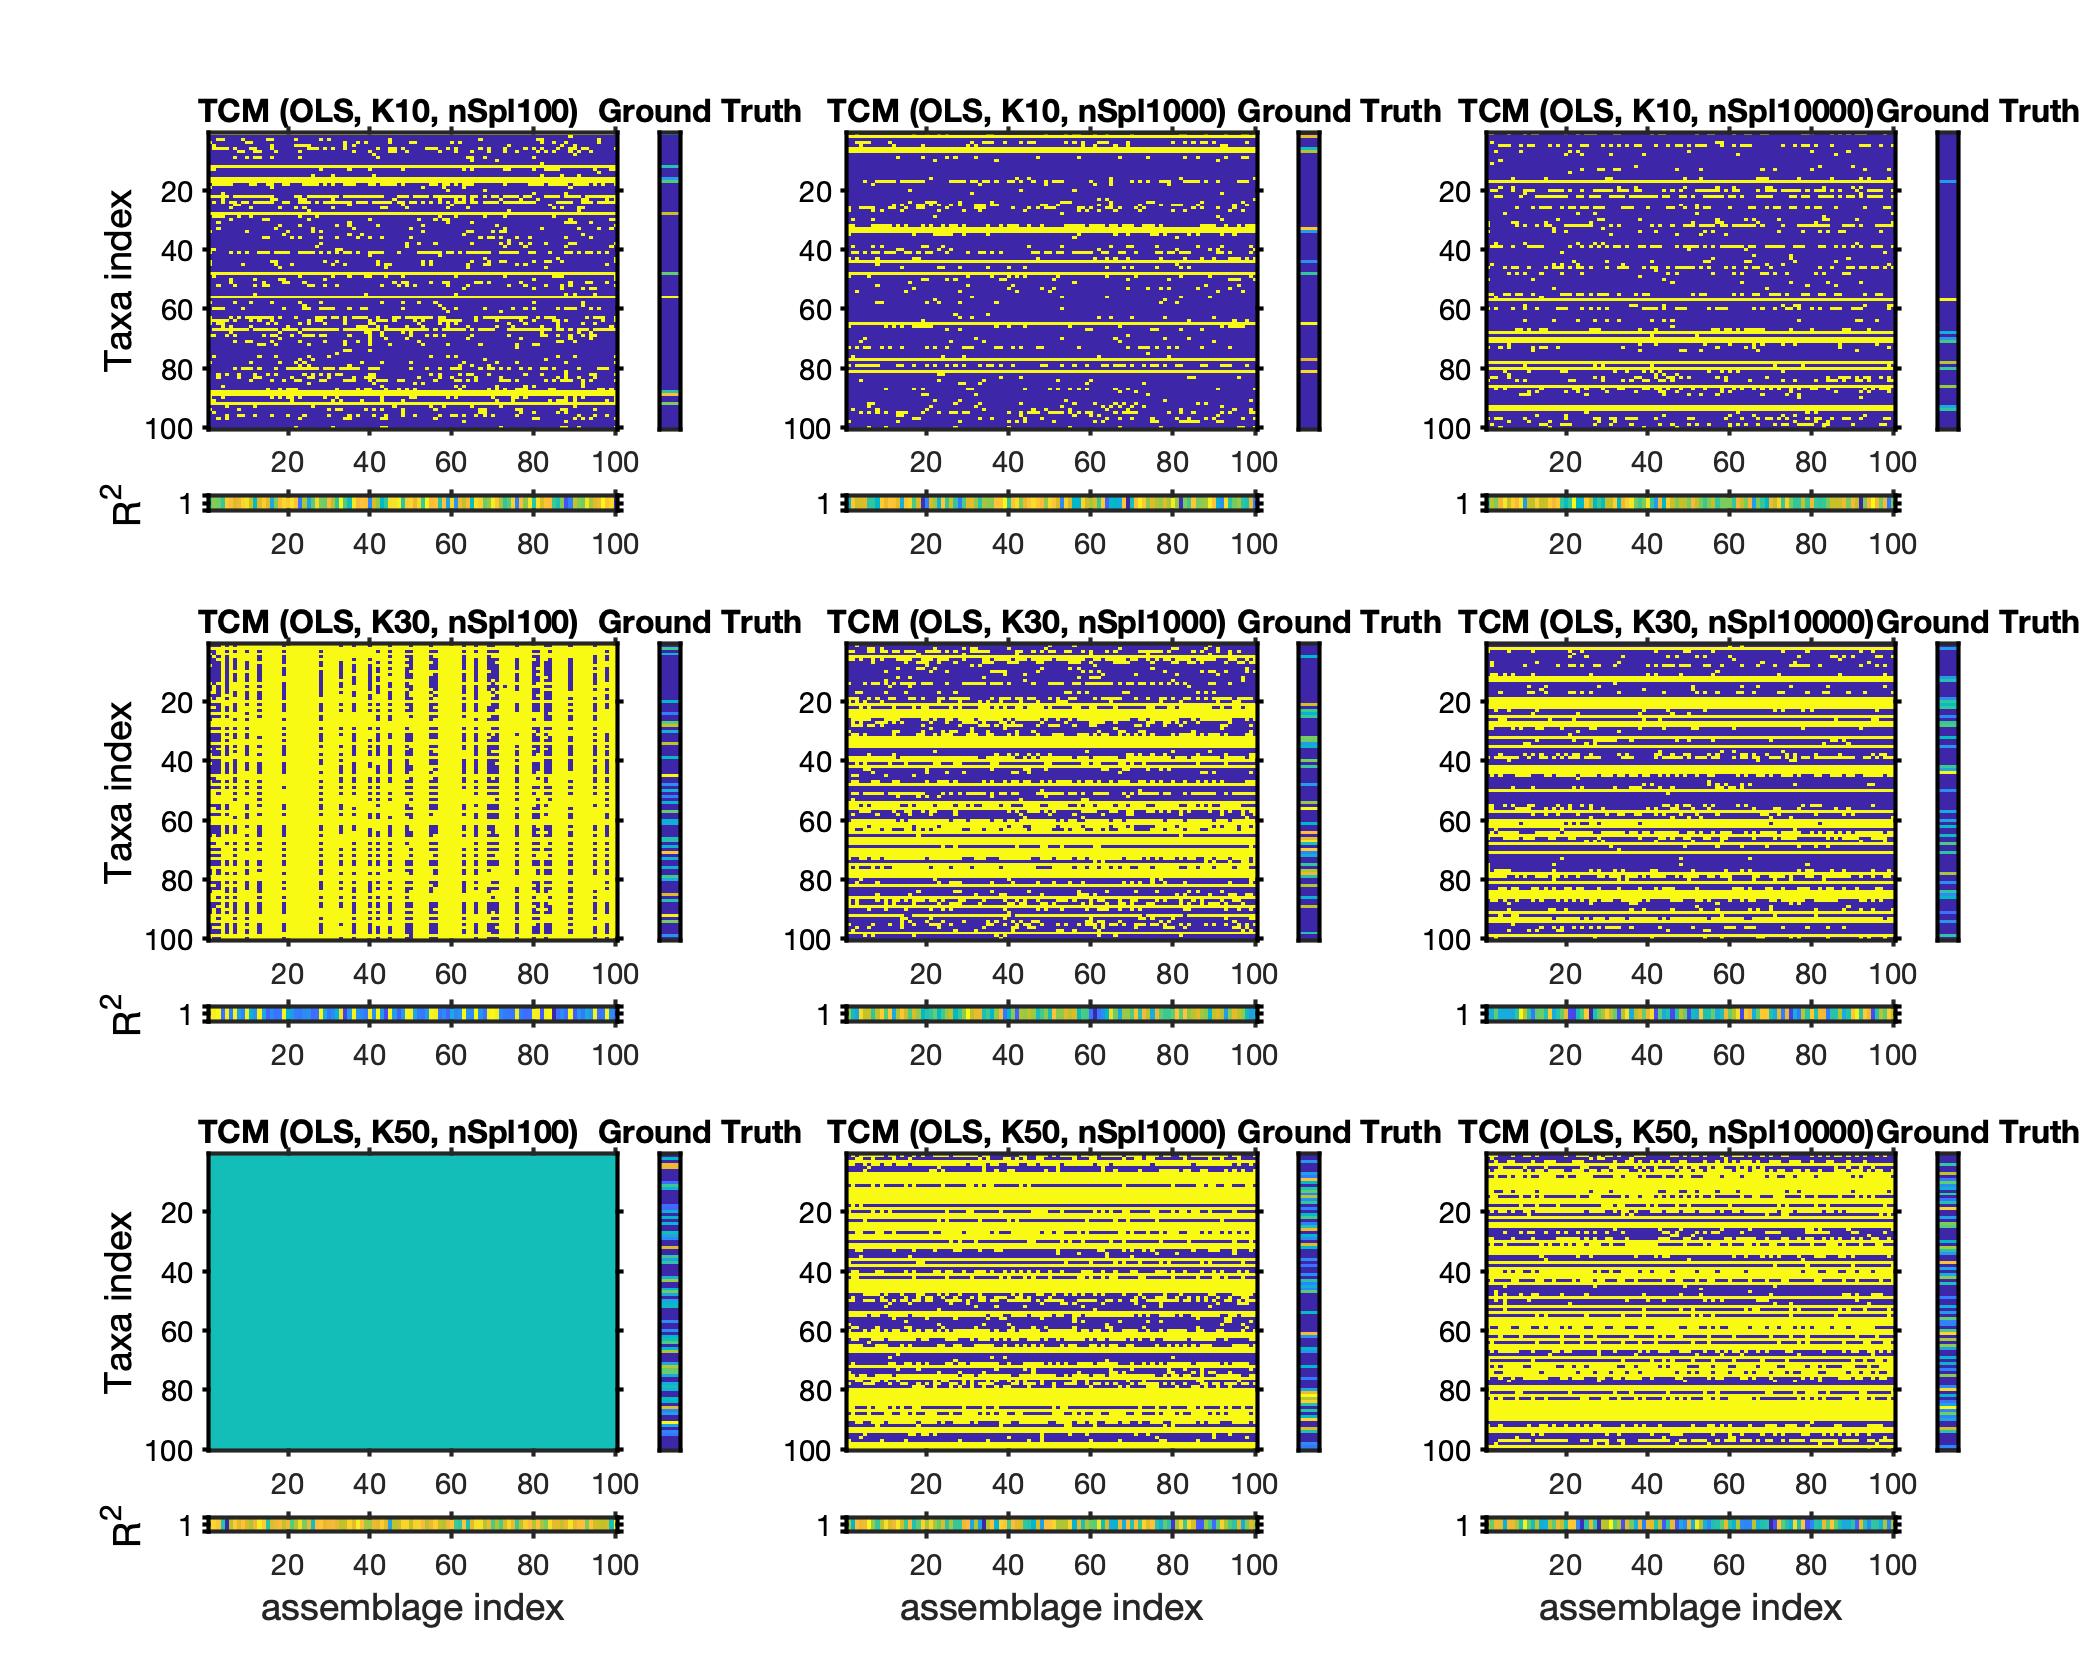 TCM (OLS, K10, nSpl100) Ground Truth TCM (OLS, K10, nSpl1000) Ground Truth TCM (OLS, K10, nSpl10000)Ground Truth
Taxa index
20 20 20
40 40 40
60 60 60
80 80 80
100 100 100
20 40 60 80 100 20 40 60 80 100 20 40 60 80 100
R² 1 1 1
20 40 60 80 100 20 40 60 80 100 20 40 60 80 100
TCM (OLS, K30, nSpl100) Ground Truth TCM (OLS, K30, nSpl1000) Ground Truth TCM (OLS, K30, nSpl10000)Ground Truth
Taxa index
20 20 20
40 40 40
60 60 60
80 80 80
100 100 100
20 40 60 80 100 20 40 60 80 100 20 40 60 80 100
R² 1 1 1
20 40 60 80 100 20 40 60 80 100 20 40 60 80 100
TCM (OLS, K50, nSpl100) Ground Truth TCM (OLS, K50, nSpl1000) Ground Truth TCM (OLS, K50, nSpl10000)Ground Truth
Taxa index
20 20 20
40 40 40
60 60 60
80 80 80
100 100 100
20 40 60 80 100 20 40 60 80 100 20 40 60 80 100
R² 1 1 1
20 40 60 80 100 20 40 60 80 100 20 40 60 80 100
assemblage index assemblage index assemblage index